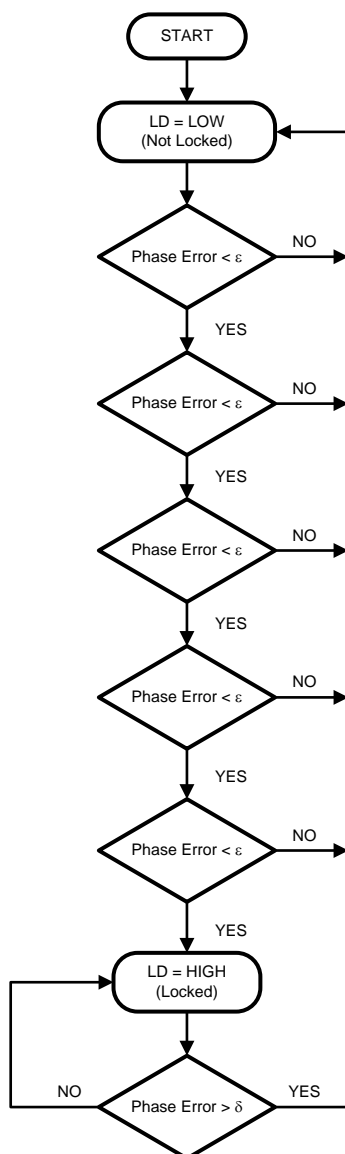 START
LD = LOW
(Not Locked)
Phase Error < ε
NO
YES
Phase Error < ε
NO
YES
Phase Error < ε
NO
YES
Phase Error < ε
NO
YES
Phase Error < ε
NO
YES
LD = HIGH
(Locked)
NO
Phase Error > δ
YES